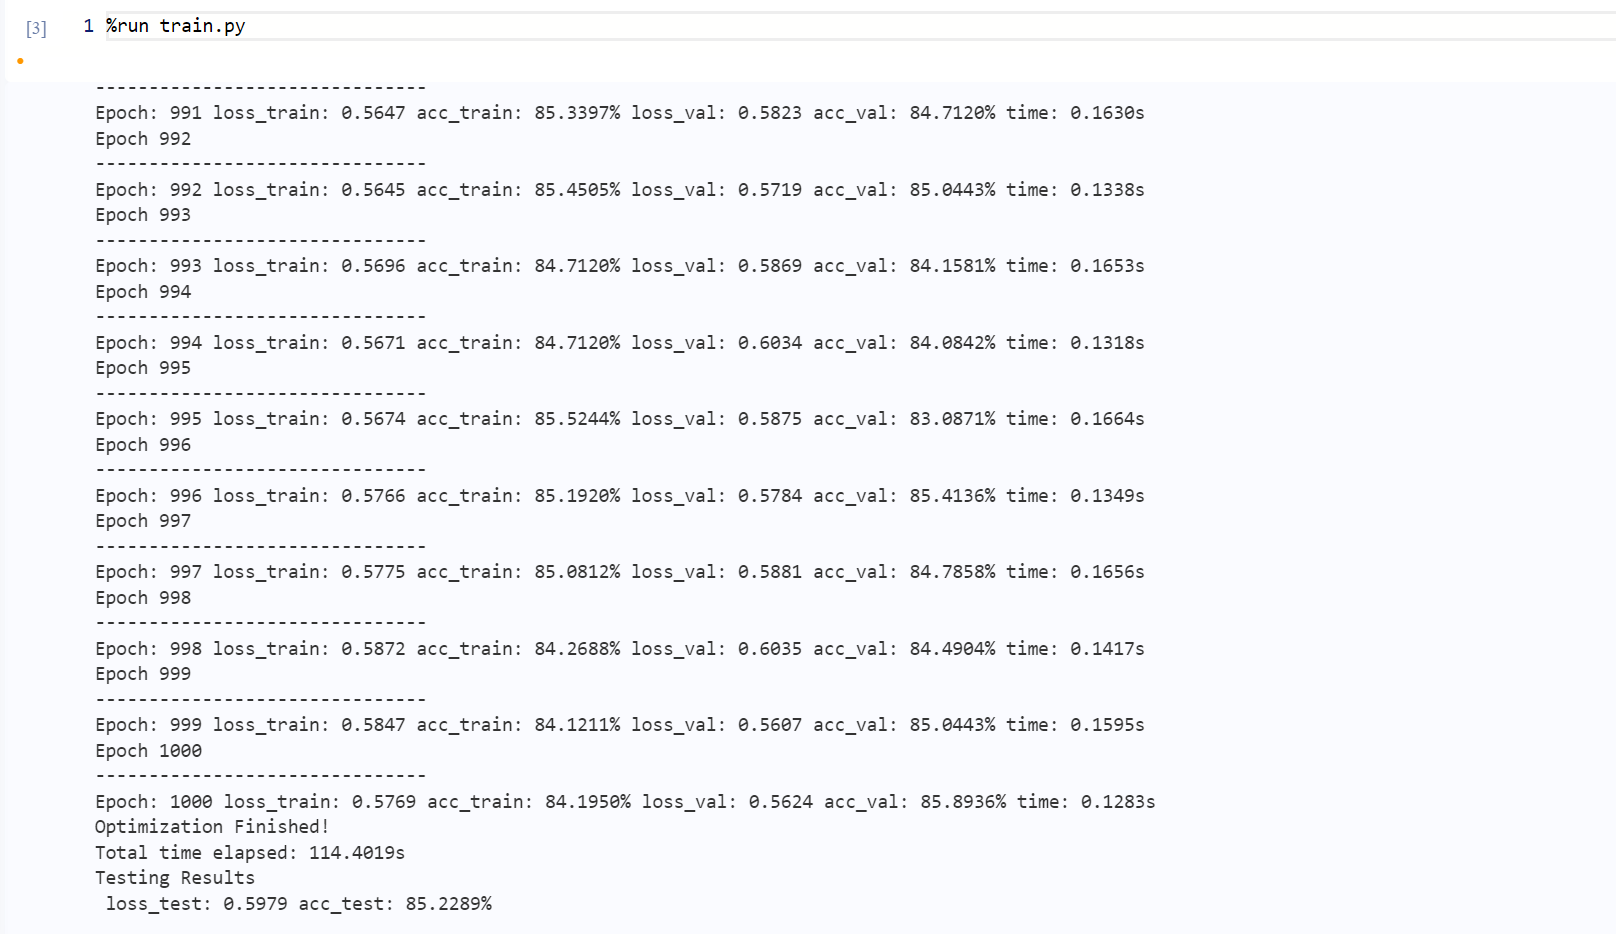 [3] 1 %run train.py
-------------------------------
Epoch: 991 loss_train: 0.5647 acc_train: 85.3397% loss_val: 0.5823 acc_val: 84.7120% time: 0.1630s
Epoch 992
-------------------------------
Epoch: 992 loss_train: 0.5645 acc_train: 85.4505% loss_val: 0.5719 acc_val: 85.0443% time: 0.1338s
Epoch 993
-------------------------------
Epoch: 993 loss_train: 0.5696 acc_train: 84.7120% loss_val: 0.5869 acc_val: 84.1581% time: 0.1653s
Epoch 994
-------------------------------
Epoch: 994 loss_train: 0.5671 acc_train: 84.7120% loss_val: 0.6034 acc_val: 84.0842% time: 0.1318s
Epoch 995
-------------------------------
Epoch: 995 loss_train: 0.5674 acc_train: 85.5244% loss_val: 0.5875 acc_val: 83.0871% time: 0.1664s
Epoch 996
-------------------------------
Epoch: 996 loss_train: 0.5766 acc_train: 85.1920% loss_val: 0.5784 acc_val: 85.4136% time: 0.1349s
Epoch 997
-------------------------------
Epoch: 997 loss_train: 0.5775 acc_train: 85.0812% loss_val: 0.5881 acc_val: 84.7858% time: 0.1656s
Epoch 998
-------------------------------
Epoch: 998 loss_train: 0.5872 acc_train: 84.2688% loss_val: 0.6035 acc_val: 84.4904% time: 0.1417s
Epoch 999
-------------------------------
Epoch: 999 loss_train: 0.5847 acc_train: 84.1211% loss_val: 0.5607 acc_val: 85.0443% time: 0.1595s
Epoch 1000
-------------------------------
Epoch: 1000 loss_train: 0.5769 acc_train: 84.1950% loss_val: 0.5624 acc_val: 85.8936% time: 0.1283s
Optimization Finished!
Total time elapsed: 114.4019s
Testing Results
loss_test: 0.5979 acc_test: 85.2289%